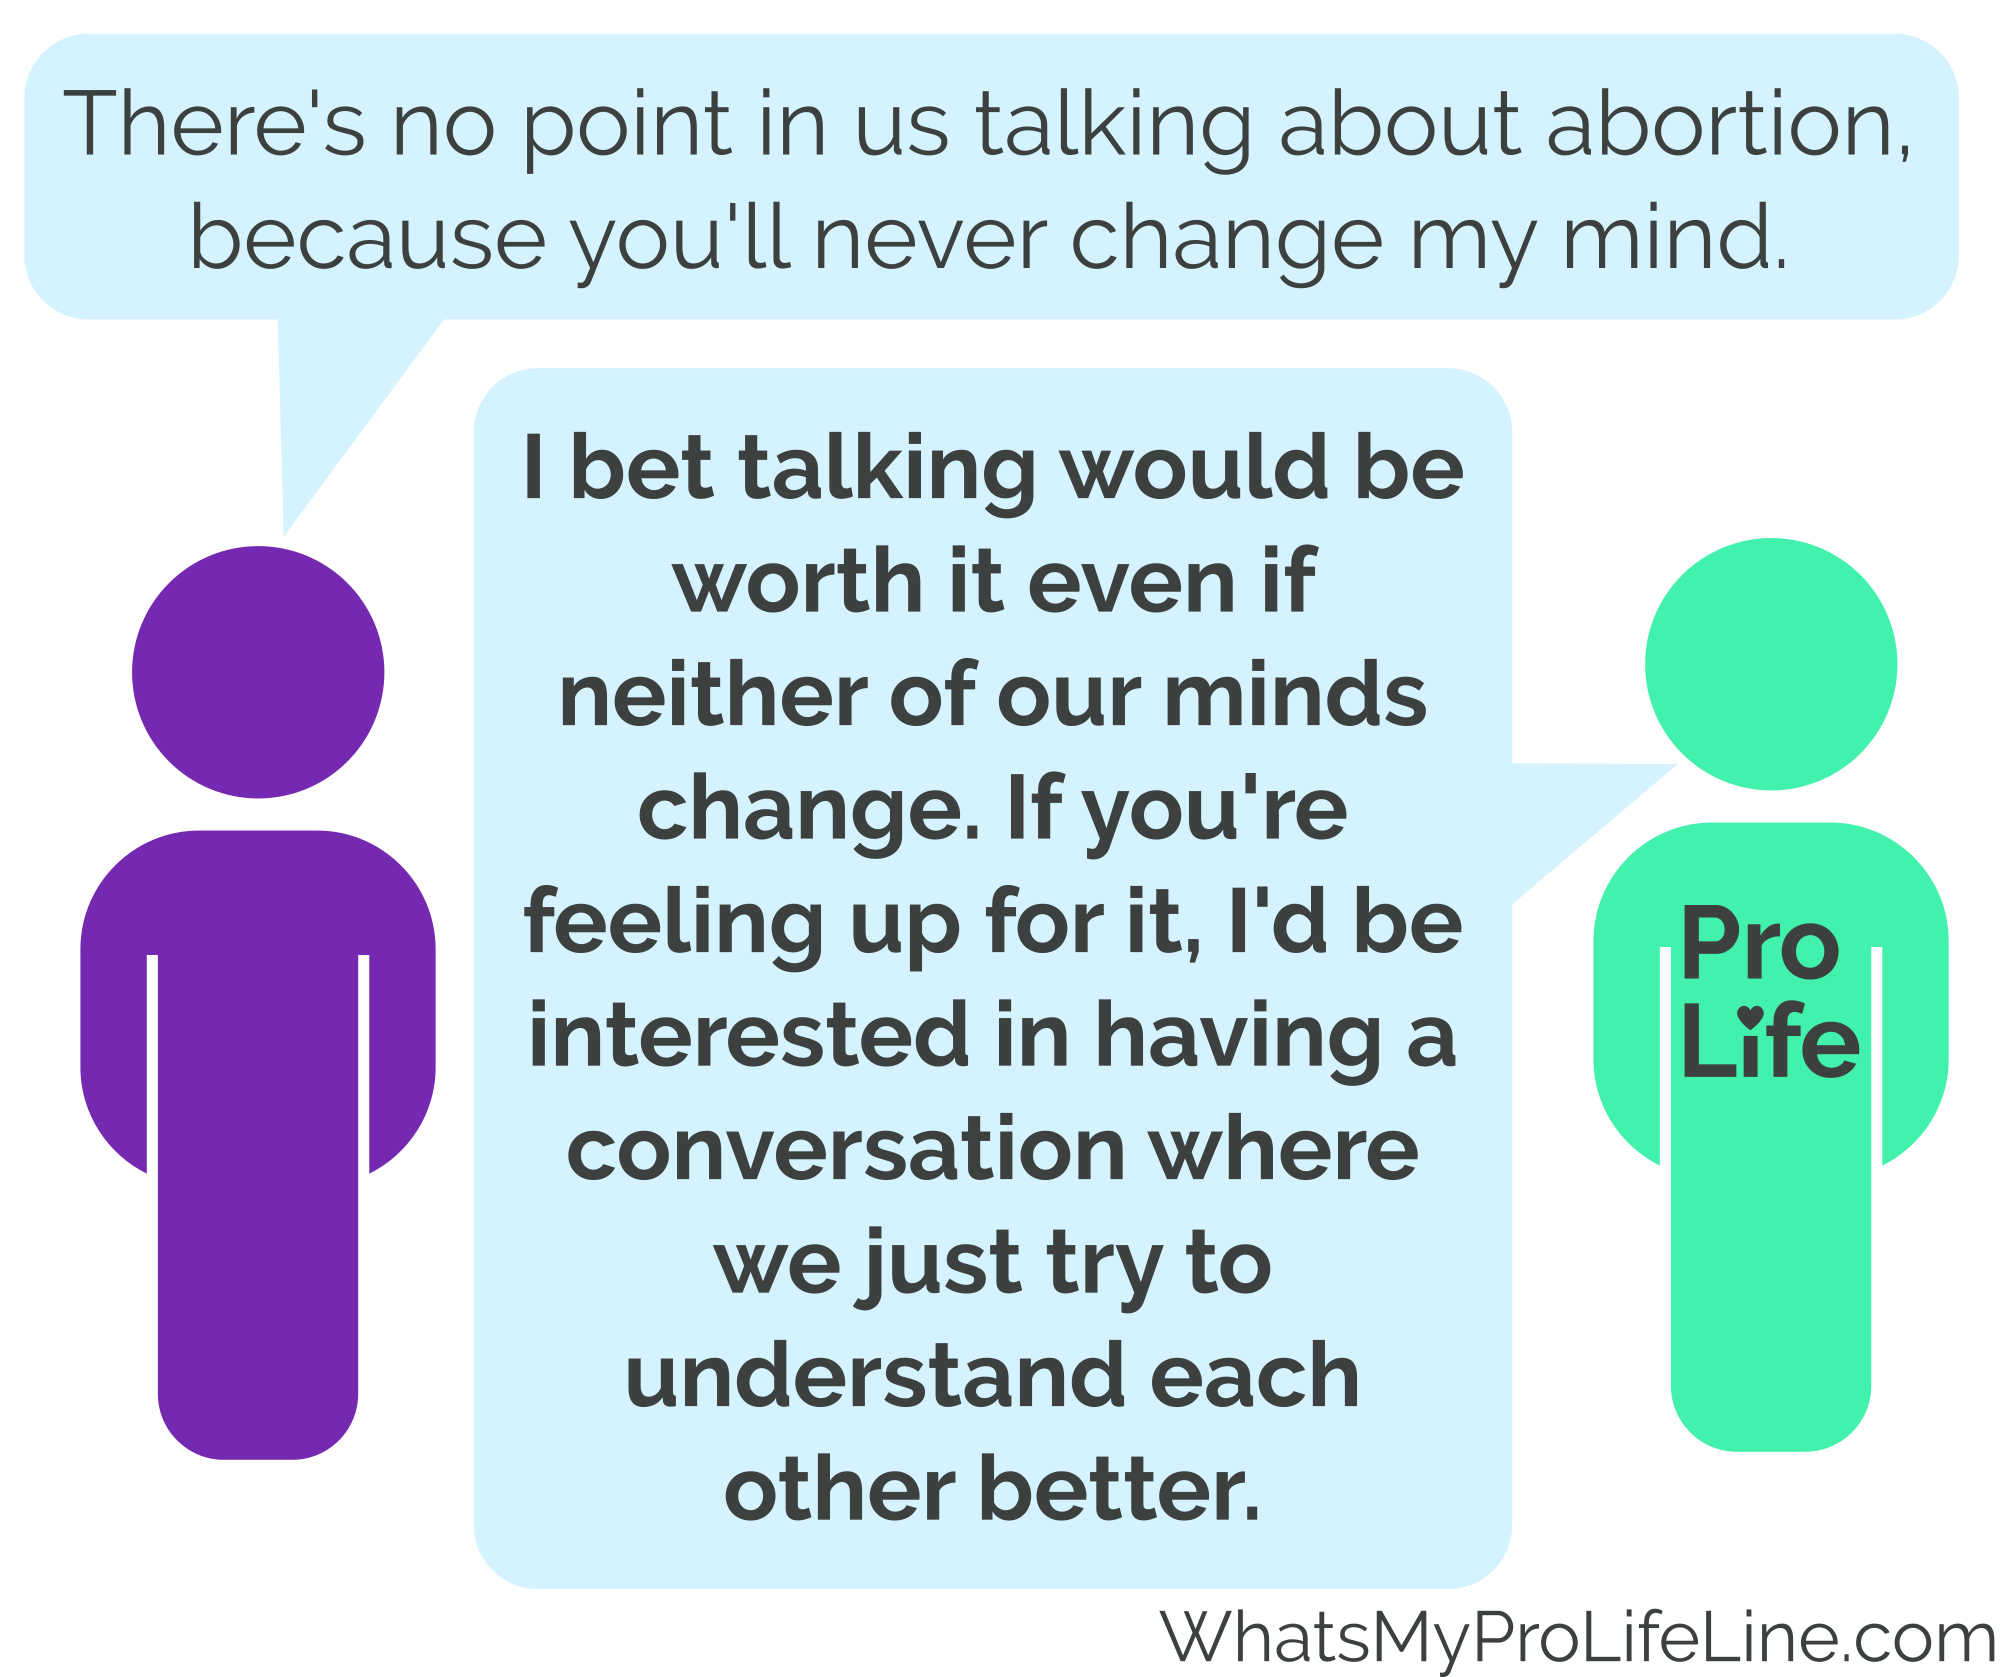 There's no point in us talking about abortion,
because you'll never change my mind.
I bet talking would be
worth it even if
neither of our minds
change. If you're
feeling up for it, I'd be
interested in having a
conversation where
we just try to
understand each
other better.
Pro
Life
WhatsMyProLifeLine.com